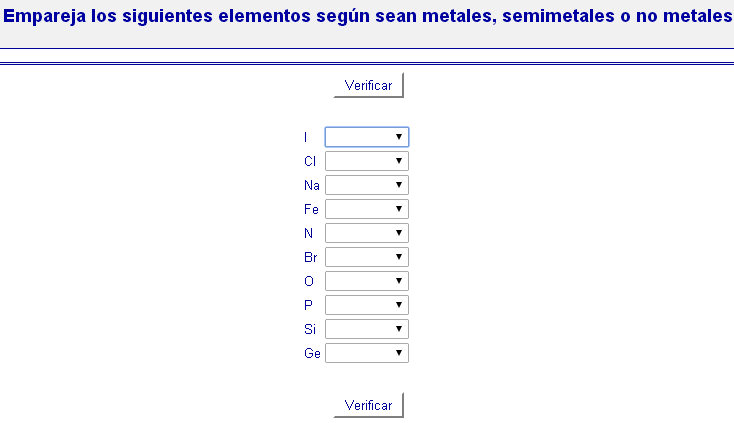 Empareja los siguientes elementos según sean metales, semimetales o no metales
Verificar
I
Cl
Na
Fe
N
Br
O
P
Si
Ge
Verificar